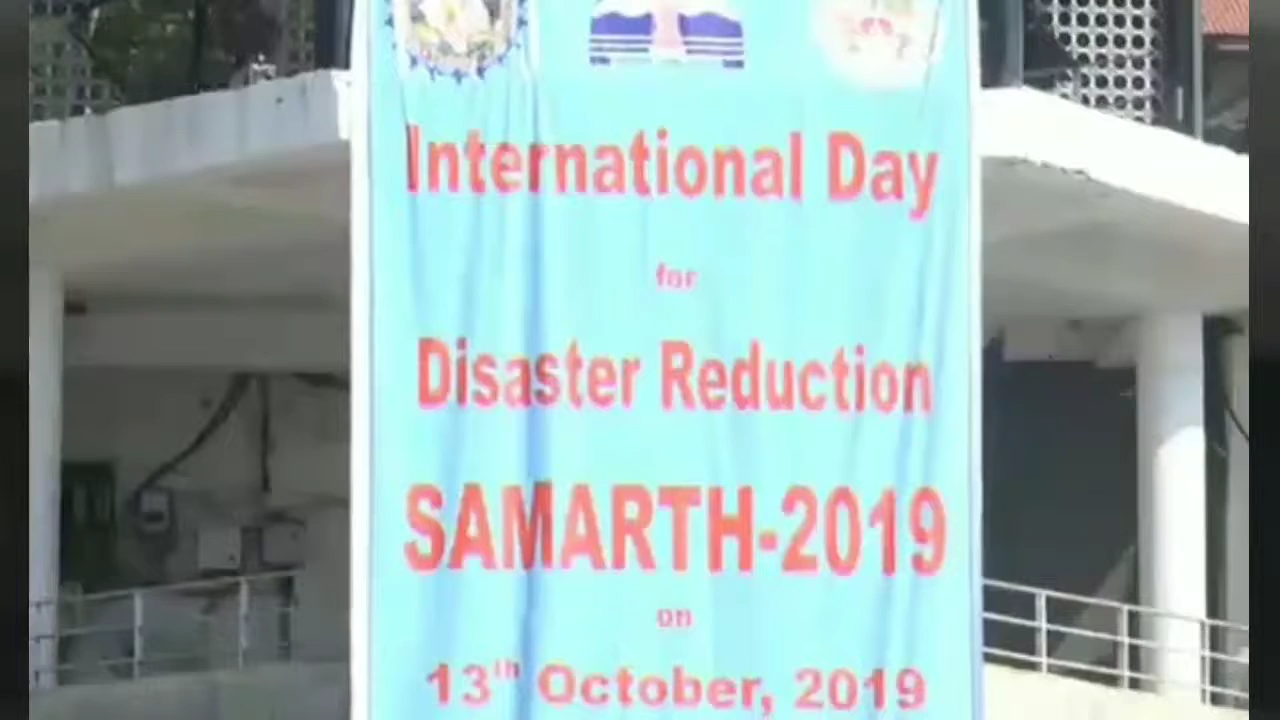 International Day
for
Disaster Reduction
SAMARTH-2019
on
13th October, 2019